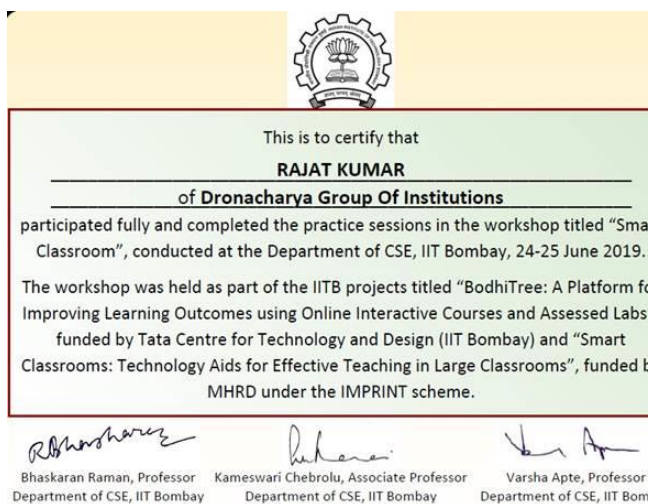 This is to certify that
RAJAT KUMAR
of Dronacharya Group Of Institutions
participated fully and completed the practice sessions in the workshop titled “Sma
Classroom”, conducted at the Department of CSE, IIT Bombay, 24-25 June 2019.
The workshop was held as part of the IITB projects titled “BodhiTree: A Platform fo
Improving Learning Outcomes using Online Interactive Courses and Assessed Labs
funded by Tata Centre for Technology and Design (IIT Bombay) and “Smart
Classrooms: Technology Aids for Effective Teaching in Large Classrooms”, funded b
MHRD under the IMPRINT scheme.
Bhaskaran Raman, Professor Kameswari Chebrolu, Associate Professor Varsha Apte, Professor
Department of CSE, IIT Bombay Department of CSE, IIT Bombay Department of CSE, IIT Bom